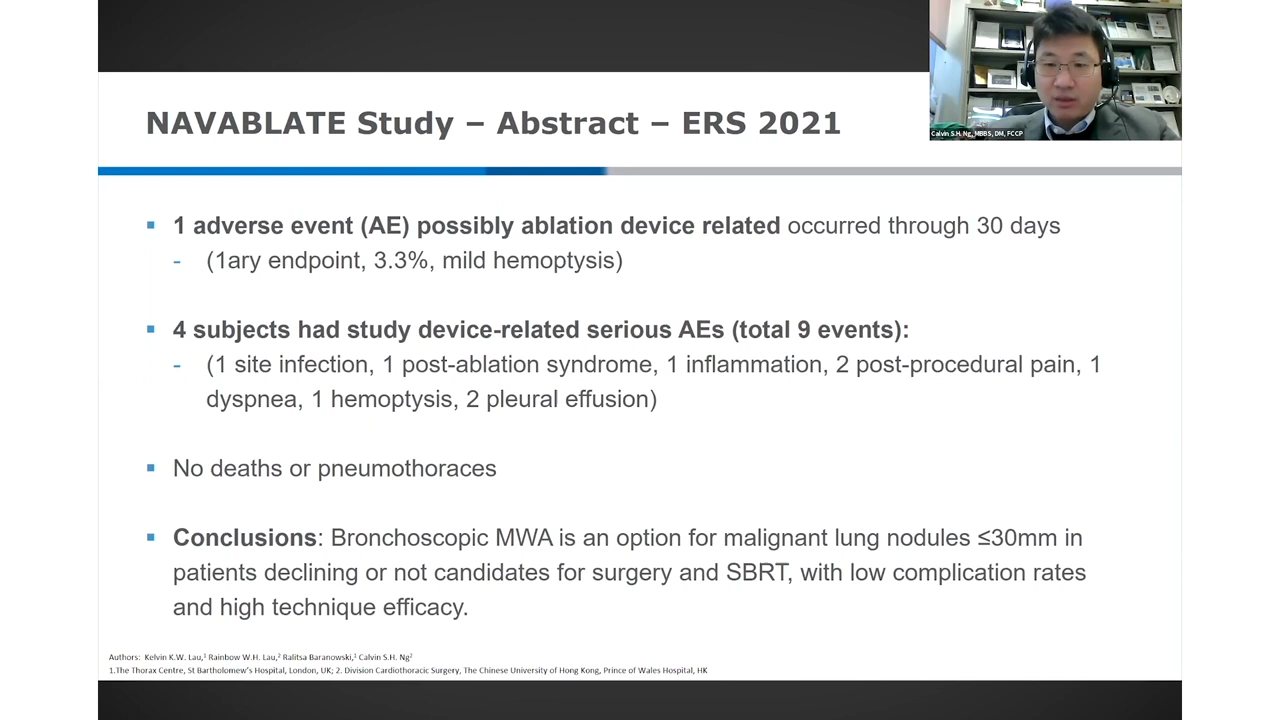 NAVABLATE Study – Abstract – ERS 2021
Calvin S.H. Ng, MBBS, DM, FCCP
▪ 1 adverse event (AE) possibly ablation device related occurred through 30 days
- (1ary endpoint, 3.3%, mild hemoptysis)
▪ 4 subjects had study device-related serious AEs (total 9 events):
- (1 site infection, 1 post-ablation syndrome, 1 inflammation, 2 post-procedural pain, 1
dyspnea, 1 hemoptysis, 2 pleural effusion)
▪ No deaths or pneumothoraces
▪ Conclusions: Bronchoscopic MWA is an option for malignant lung nodules ≤30mm in
patients declining or not candidates for surgery and SBRT, with low complication rates
and high technique efficacy.
Authors: Kelvin K.W. Lau,¹ Rainbow W.H. Lau,² Ralitsa Baranowski,¹ Calvin S.H. Ng²
1.The Thorax Centre, St Bartholomew's Hospital, London, UK; 2. Division Cardiothoracic Surgery, The Chinese University of Hong Kong, Prince of Wales Hospital, HK